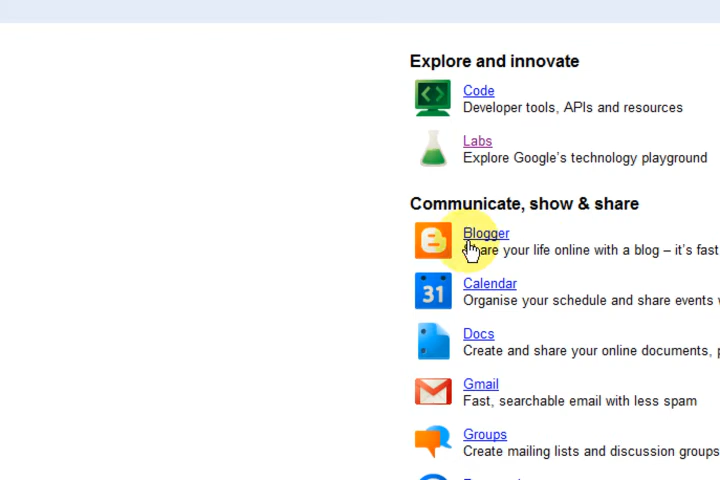 Explore and innovate
Code
Developer tools, APIs and resources
Labs
Explore Google's technology playground
Communicate, show & share
Blogger
are your life online with a blog – it's fast
Calendar
31
Organise your schedule and share events
Docs
Create and share your online documents,
Gmail
Fast, searchable email with less spam
Groups
Create mailing lists and discussion groups